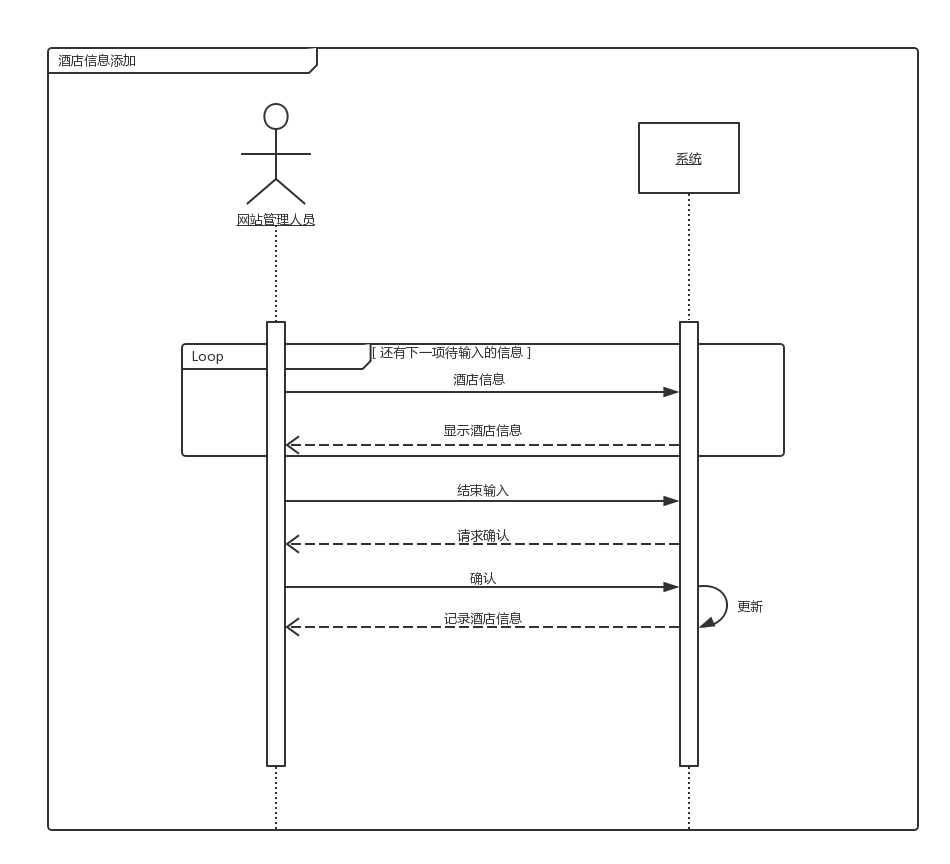 酒店信息添加
系统
网站管理人员
Loop
[ 还有下一项待输入的信息 ]
酒店信息
显示酒店信息
结束输入
请求确认
确认
更新
记录酒店信息